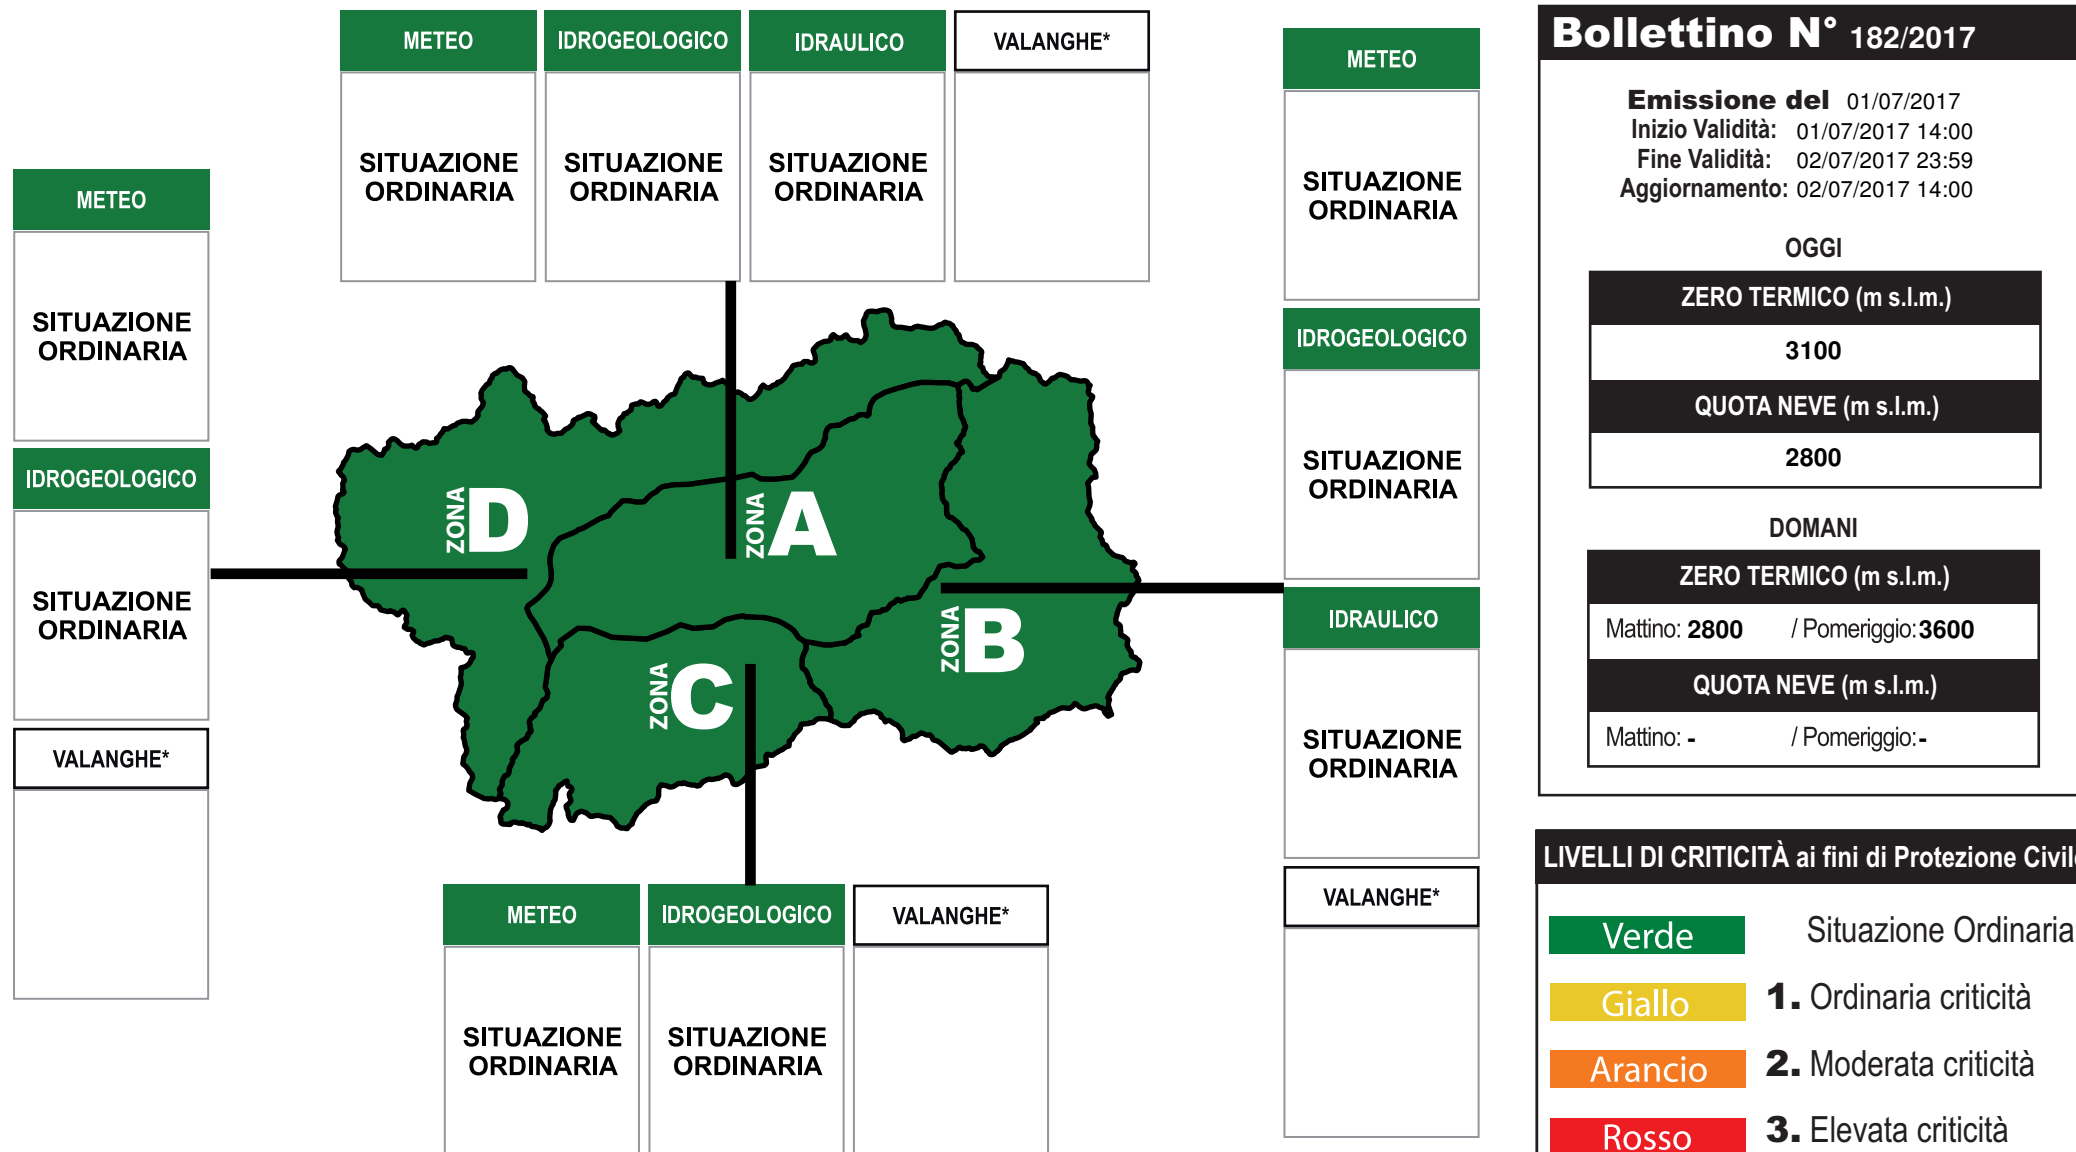 METEO
IDROGEOLOGICO
IDRAULICO
VALANGHE*
SITUAZIONE
ORDINARIA
SITUAZIONE
ORDINARIA
SITUAZIONE
ORDINARIA
METEO
SITUAZIONE
ORDINARIA
IDROGEOLOGICO
SITUAZIONE
ORDINARIA
VALANGHE*
METEO
SITUAZIONE
ORDINARIA
IDROGEOLOGICO
SITUAZIONE
ORDINARIA
IDRAULICO
SITUAZIONE
ORDINARIA
VALANGHE*
ZONA D
ZONA A
ZONA B
ZONA C
METEO
IDROGEOLOGICO
VALANGHE*
SITUAZIONE
ORDINARIA
SITUAZIONE
ORDINARIA
Bollettino N° 182/2017
Emissione del 01/07/2017
Inizio Validità: 01/07/2017 14:00
Fine Validità: 02/07/2017 23:59
Aggiornamento: 02/07/2017 14:00
OGGI
ZERO TERMICO (m s.l.m.)
3100
QUOTA NEVE (m s.l.m.)
2800
DOMANI
ZERO TERMICO (m s.l.m.)
Mattino: 2800 / Pomeriggio: 3600
QUOTA NEVE (m s.l.m.)
Mattino: - / Pomeriggio: -
LIVELLI DI CRITICITÀ ai fini di Protezione Civile
Verde Situazione Ordinaria
Giallo 1. Ordinaria criticità
Arancio 2. Moderata criticità
Rosso 3. Elevata criticità